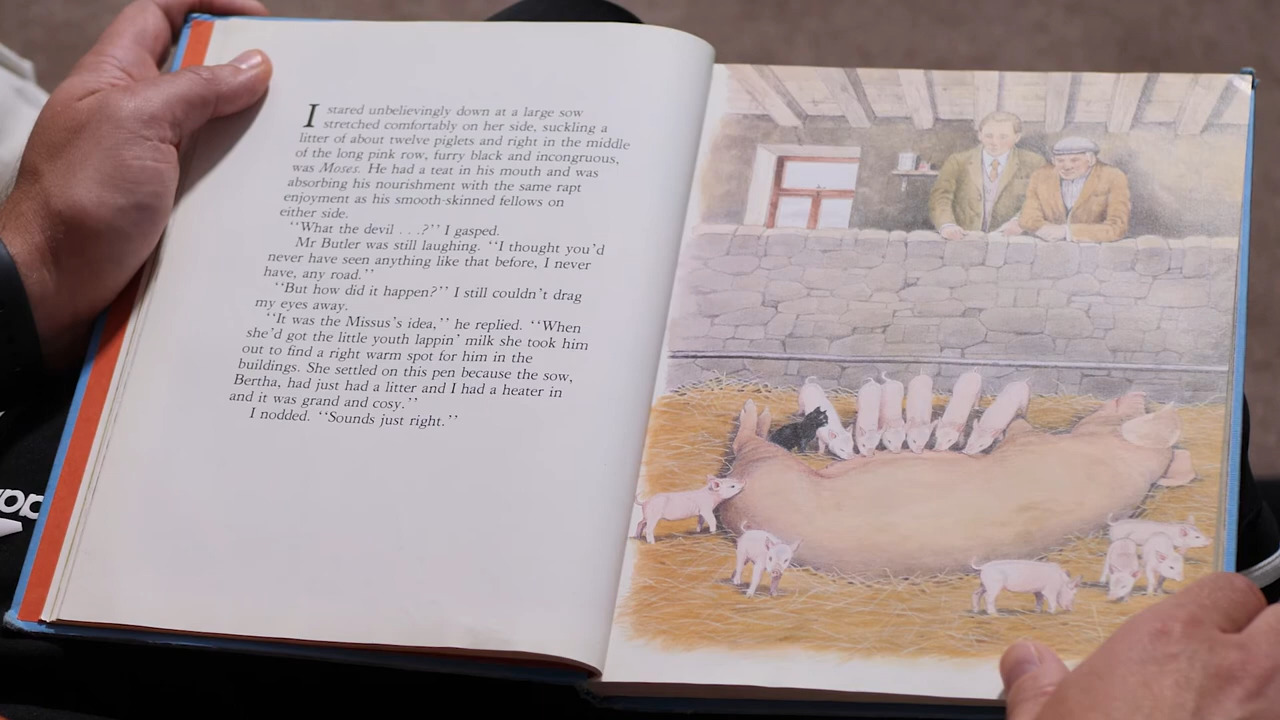 I stared unbelievingly down at a large sow
stretched comfortably on her side, suckling a
litter of about twelve piglets and right in the middle
of the long pink row, furry black and incongruous,
was Moses. He had a teat in his mouth and was
absorbing his nourishment with the same rapt
enjoyment as his smooth-skinned fellows on
either side.
‘‘What the devil . . .?’’ I gasped.
Mr Butler was still laughing. ‘‘I thought you’d
never have seen anything like that before, I never
have, any road.’’
‘‘But how did it happen?’’ I still couldn’t drag
my eyes away.
‘‘It was the Missus’s idea,’’ he replied. ‘‘When
she’d got the little youth lappin’ milk she took him
out to find a right warm spot for him in the
buildings. She settled on this pen because the sow,
Bertha, had just had a litter and I had a heater in
and it was grand and cosy.’’
I nodded. ‘‘Sounds just right.’’